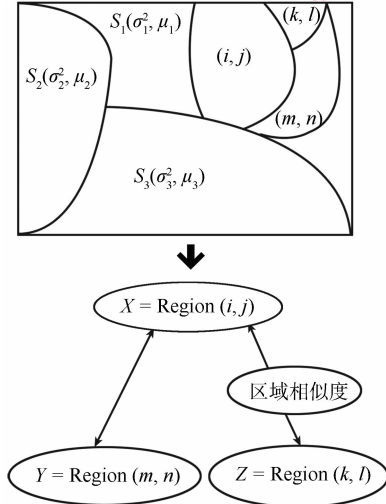 (k, l)
S₁(σ₁², μ₁)
(i, j)
S₂(σ₂², μ₂)
(m, n)
S₃(σ₃², μ₃)
X = Region (i, j)
区域相似度
Y = Region (m, n)
Z = Region (k, l)